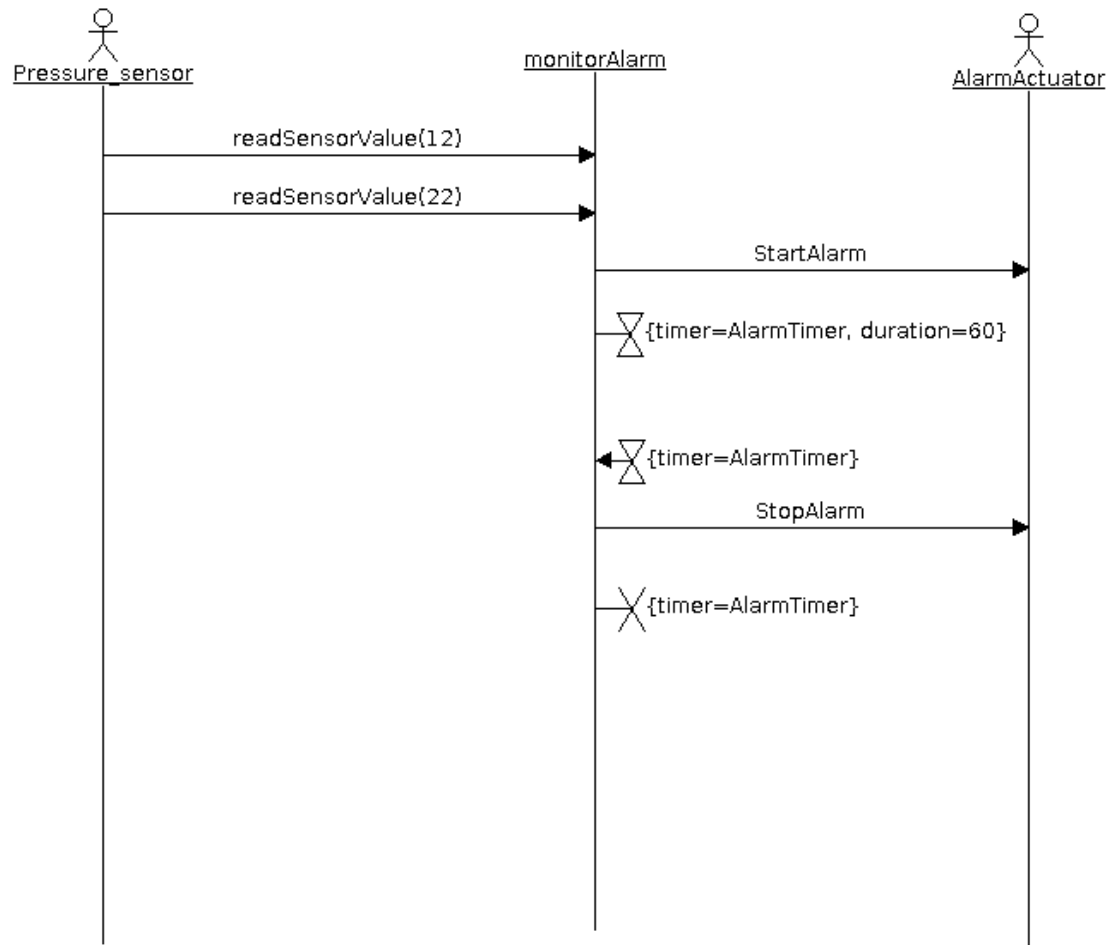 Pressure_sensor
monitorAlarm
AlarmActuator
readSensorValue(12)
readSensorValue(22)
StartAlarm
{timer=AlarmTimer, duration=60}
{timer=AlarmTimer}
StopAlarm
{timer=AlarmTimer}